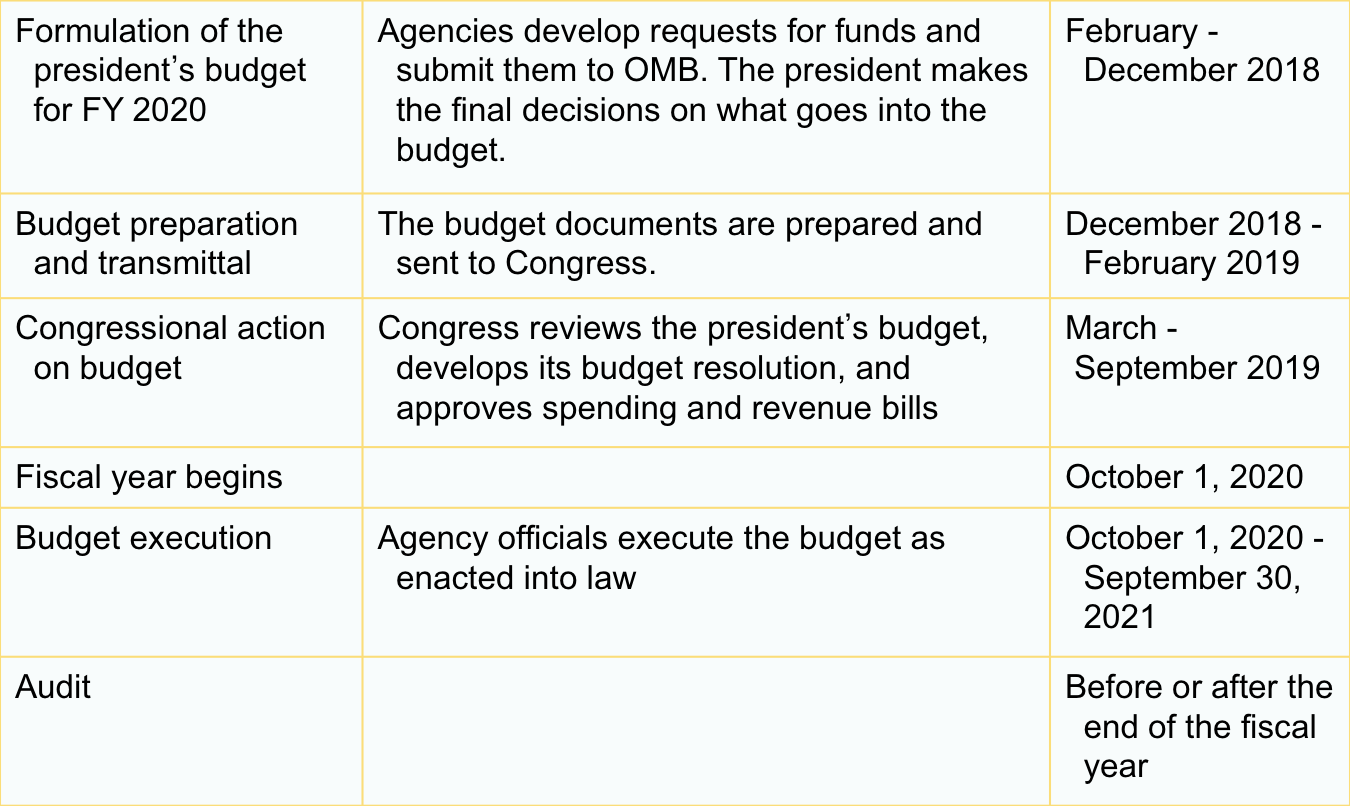 Formulation of the
president’s budget
for FY 2020
Agencies develop requests for funds and
submit them to OMB. The president makes
the final decisions on what goes into the
budget.
February -
December 2018
Budget preparation
and transmittal
The budget documents are prepared and
sent to Congress.
December 2018 -
February 2019
Congressional action
on budget
Congress reviews the president’s budget,
develops its budget resolution, and
approves spending and revenue bills
March -
September 2019
Fiscal year begins
October 1, 2020
Budget execution
Agency officials execute the budget as
enacted into law
October 1, 2020 -
September 30,
2021
Audit
Before or after the
end of the fiscal
year